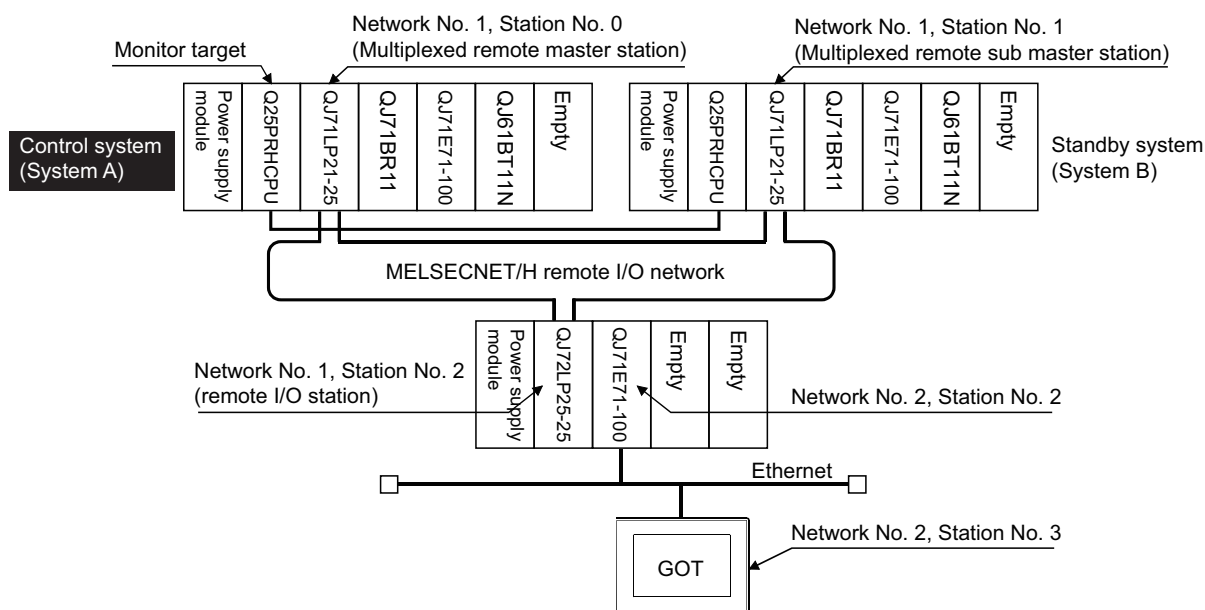 Network No. 1, Station No. 0
(Multiplexed remote master station)
Network No. 1, Station No. 1
(Multiplexed remote sub master station)
Monitor target
Control system
(System A)
Power supply
module
Q25PRHCPU
QJ71LP21-25
QJ71BR11
QJ71E71-100
QJ61BT11N
Empty
Power supply
module
Q25PRHCPU
QJ71LP21-25
QJ71BR11
QJ71E71-100
QJ61BT11N
Empty
Standby system
(System B)
MELSECNET/H remote I/O network
Network No. 1, Station No. 2
(remote I/O station)
Power supply
module
QJ72LP25-25
QJ71E71-100
Empty
Empty
Network No. 2, Station No. 2
Ethernet
Network No. 2, Station No. 3
GOT